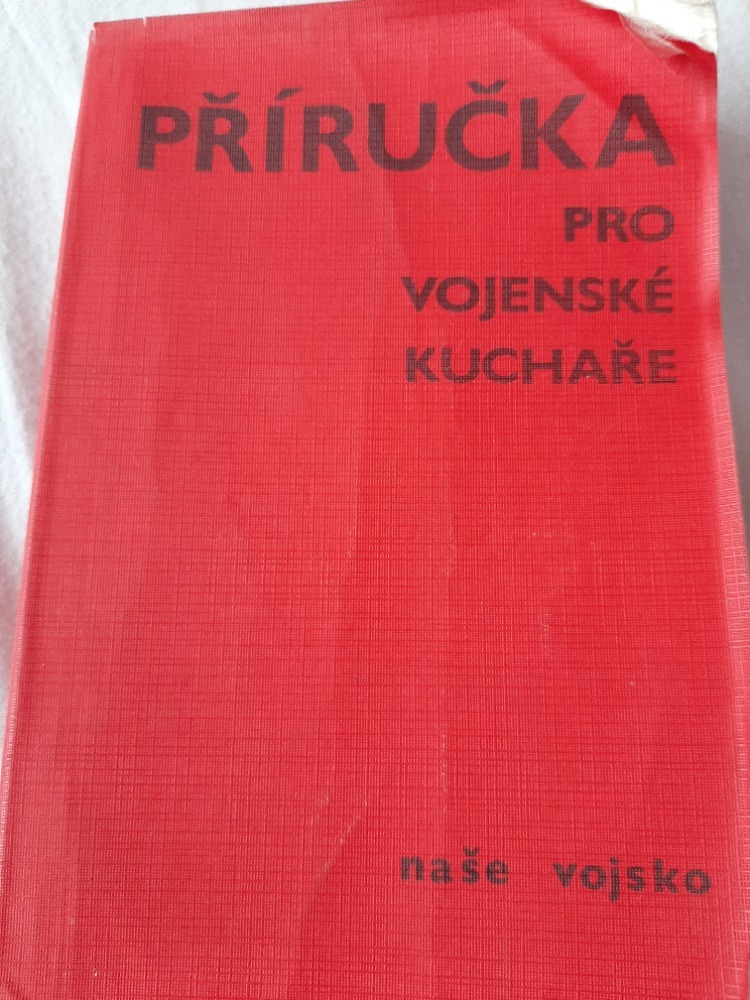 PŘÍRUČKA
PRO
VOJENSKÉ
KUCHAŘE
naše vojsko